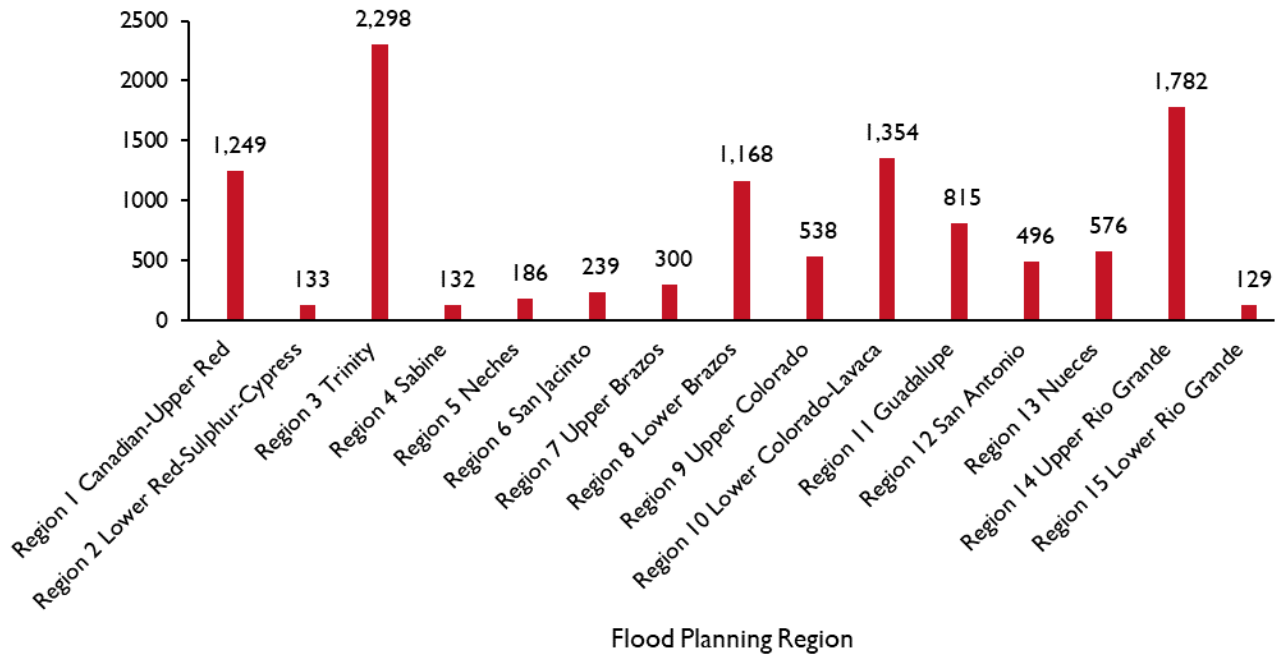 2500
2000
1500
1000
500
0
1,249
133
2,298
132
186
239
300
1,168
538
1,354
815
496
576
1,782
129
Region 1 Canadian-Upper Red
Region 2 Lower Red-Sulphur-Cypress
Region 3 Trinity
Region 4 Sabine
Region 5 Neches
Region 6 San Jacinto
Region 7 Upper Brazos
Region 8 Lower Brazos
Region 9 Upper Colorado
Region 10 Lower Colorado-Lavaca
Region 11 Guadalupe
Region 12 San Antonio
Region 13 Nueces
Region 14 Upper Rio Grande
Region 15 Lower Rio Grande
Flood Planning Region